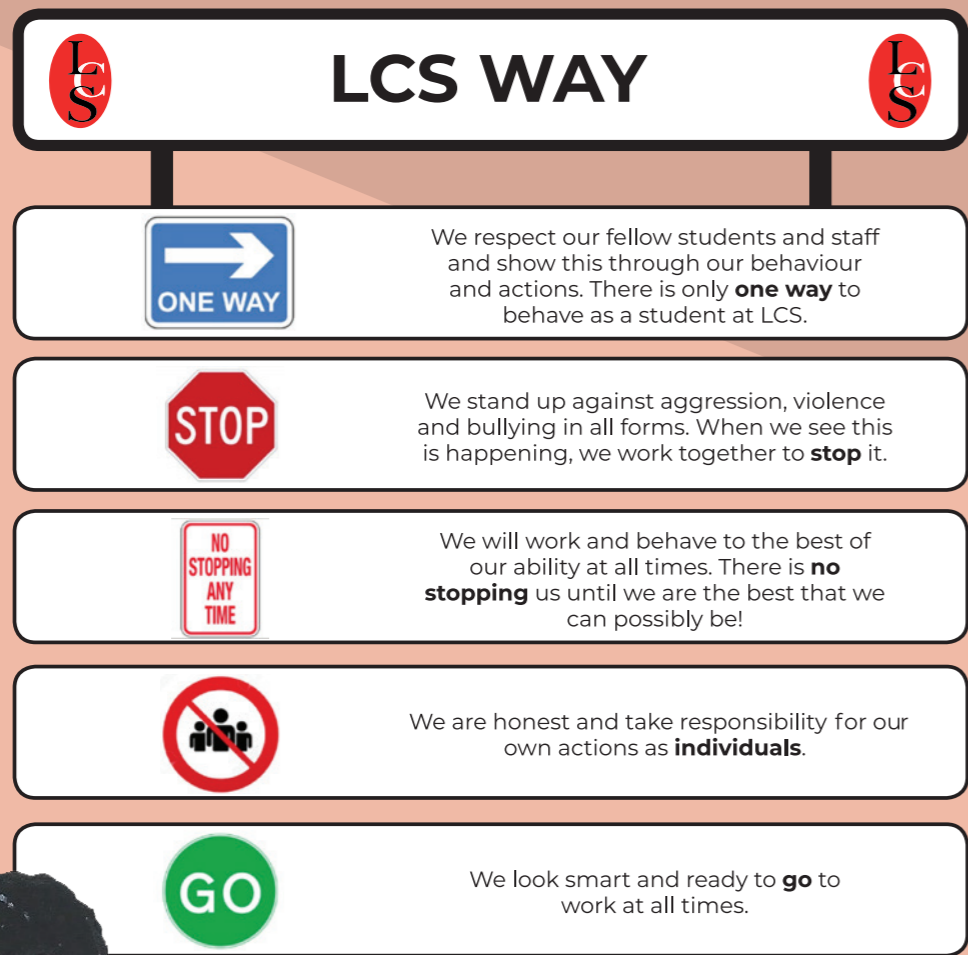 LCS
LCS WAY
LCS
ONE WAY
We respect our fellow students and staff
and show this through our behaviour
and actions. There is only one way to
behave as a student at LCS.
STOP
We stand up against aggression, violence
and bullying in all forms. When we see this
is happening, we work together to stop it.
NO
STOPPING
ANY
TIME
We will work and behave to the best of
our ability at all times. There is no
stopping us until we are the best that we
can possibly be!
We are honest and take responsibility for our
own actions as individuals.
GO
We look smart and ready to go to
work at all times.